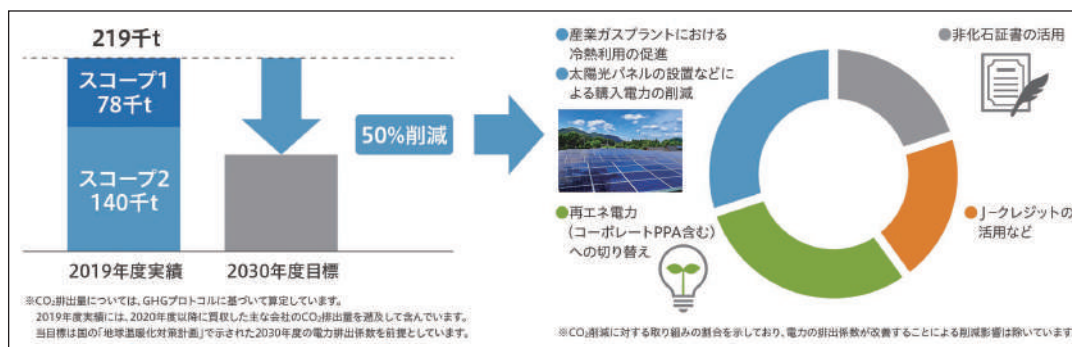 219千t
スコープ1
78千t
スコープ2
140千t
2019年度実績
2030年度目標
50%削減
※CO₂排出量については、GHGプロトコルに基づいて算定しています。
2019年度実績には、2020年度以降に買収した主な会社のCO₂排出量を遡及して含んでいます。
当目標は国の「地球温暖化対策計画」で示された2030年度の電力排出係数を前提としています。
●産業ガスプラントにおける
冷熱利用の促進
●太陽光パネルの設置などに
よる購入電力の削減
●再エネ電力
(コーポレートPPA含む)
への切り替え
●非化石証書の活用
●J-クレジットの
活用など
※CO₂削減に対する取り組みの割合を示しており、電力の排出係数が改善することによる削減影響は除いています